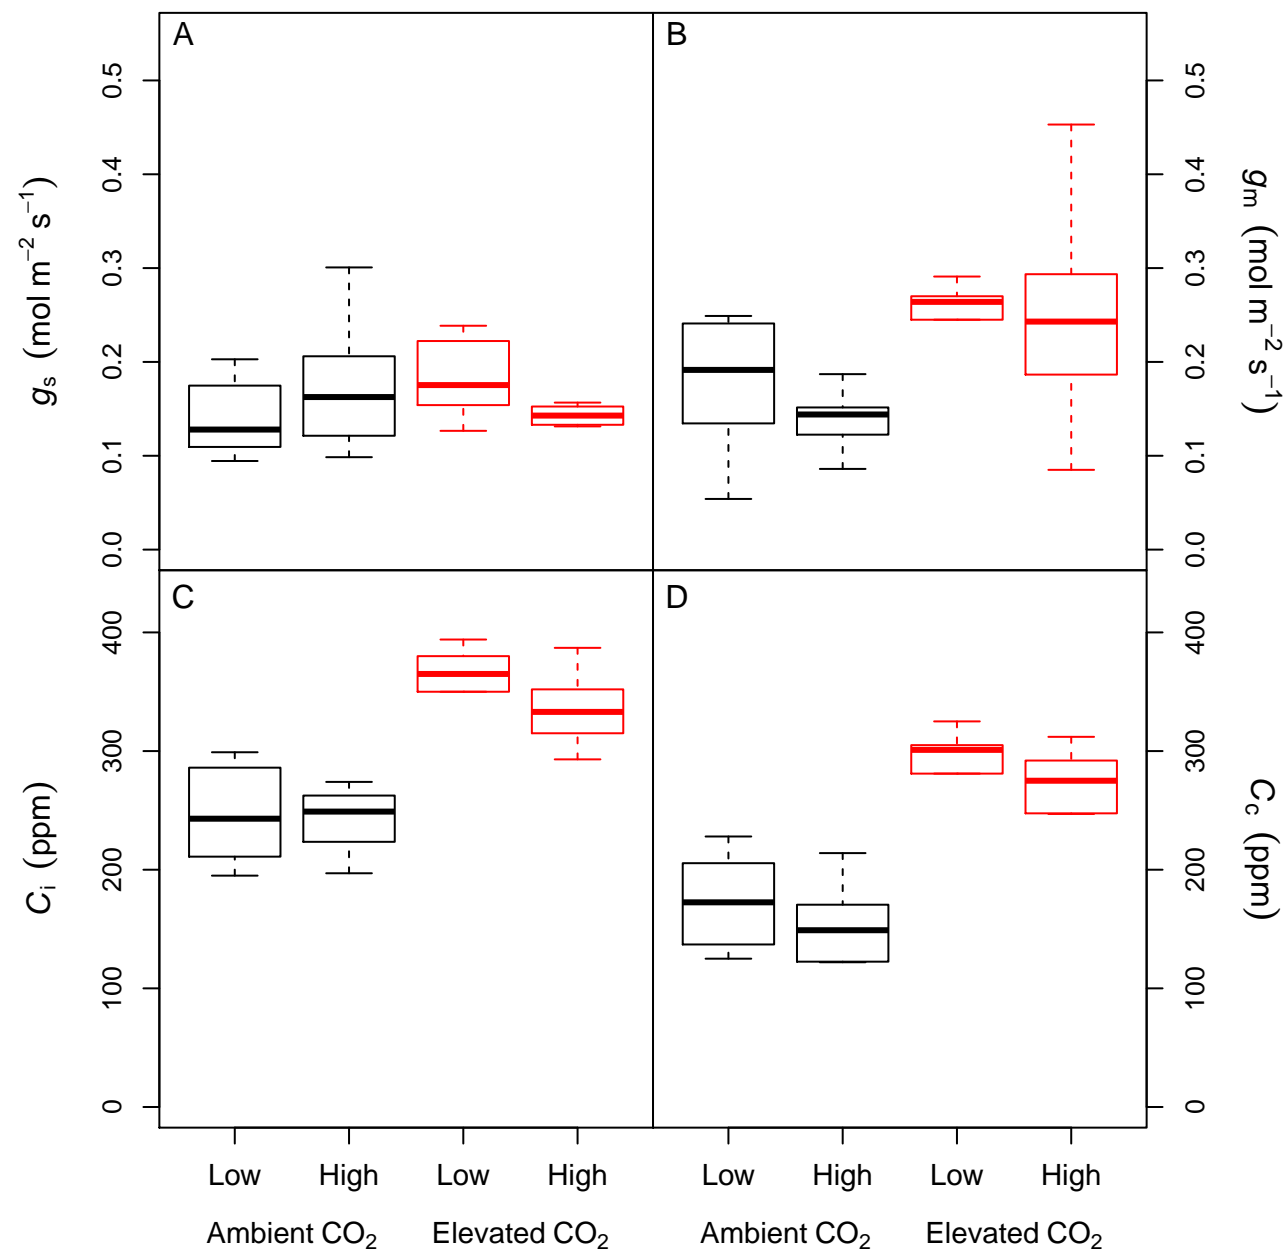 A
B
0.5
0.4
0.3
0.2
0.1
0.0
gₛ (mol m⁻² s⁻¹)
0.5
0.4
0.3
0.2
0.1
0.0
gₘ (mol m⁻² s⁻¹)
C
D
400
300
200
100
0
Cᵢ (ppm)
400
300
200
100
0
C_c (ppm)
Low High Low High
Low High Low High
Ambient CO₂ Elevated CO₂
Ambient CO₂ Elevated CO₂